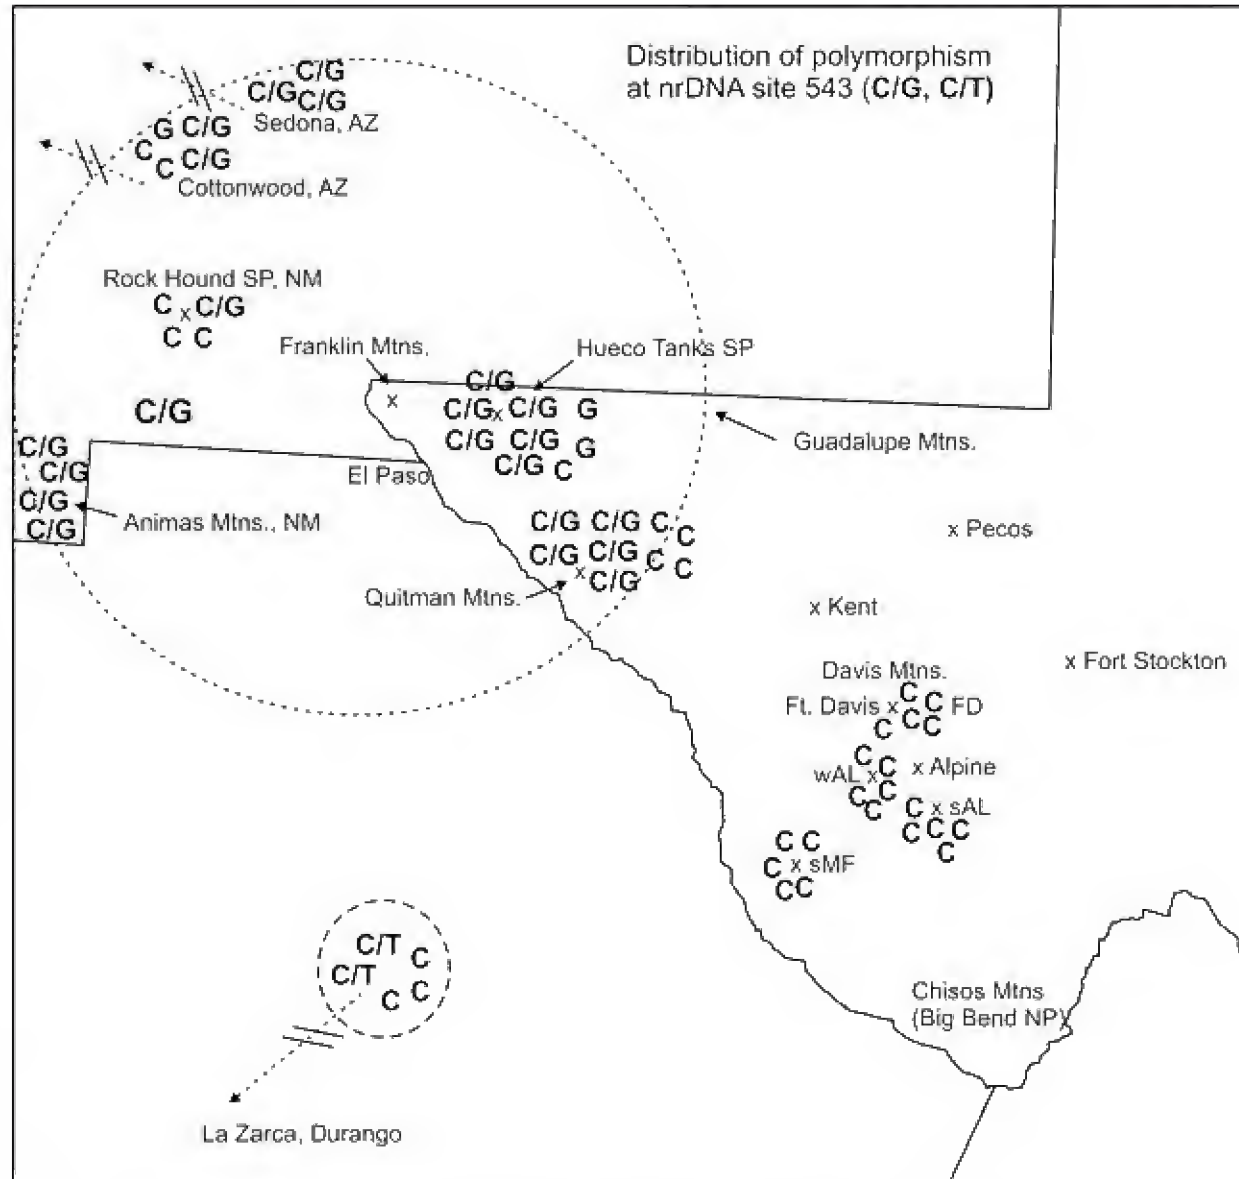 Distribution of polymorphism
at nrDNA site 543 (C/G, C/T)
C/G
C/G C/G
Sedona, AZ
G C/G
C
C C/G
Cottonwood, AZ
Rock Hound SP, NM
C x C/G
C C
Franklin Mtns.
x
Hueco Tanks SP
C/G
C/G x C/G G
C/G C/G G
C/G C
Guadalupe Mtns.
C/G
C/G
C/G
C/G
C/G
Animas Mtns., NM
El Paso
C/G C/G C C
C/G C/G C C
x C/G
Quitman Mtns.
x Pecos
x Kent
x Fort Stockton
Davis Mtns.
C
Ft. Davis x C FD
C C C
C
wAL x C x Alpine
C C C
C x sAL
C C C
C
C C
C x sMF
C C
C/T C
C/T C C
La Zarca, Durango
Chisos Mtns
(Big Bend NP)